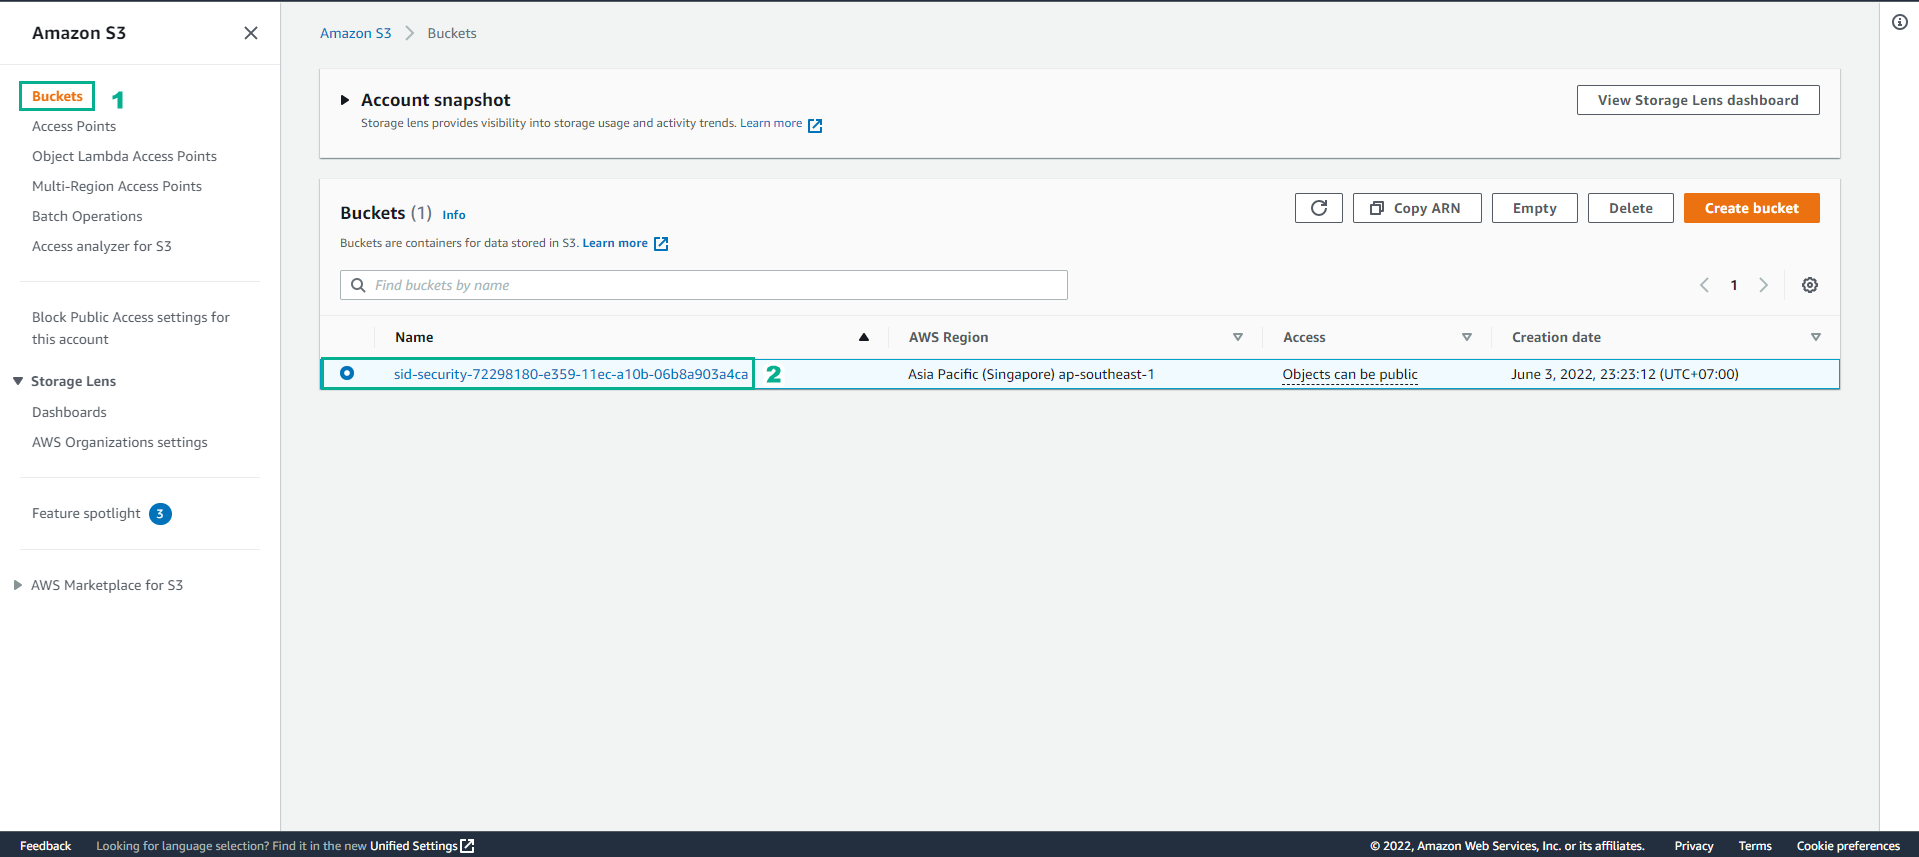 Amazon S3
Buckets 1
Access Points
Object Lambda Access Points
Multi-Region Access Points
Batch Operations
Access analyzer for S3
Block Public Access settings for
this account
Storage Lens
Dashboards
AWS Organizations settings
Feature spotlight 3
AWS Marketplace for S3
Amazon S3 > Buckets
Account snapshot
View Storage Lens dashboard
Storage lens provides visibility into storage usage and activity trends. Learn more
Buckets (1) Info
Copy ARN Empty Delete Create bucket
Buckets are containers for data stored in S3. Learn more
Find buckets by name
1
Name AWS Region Access Creation date
sid-security-72298180-e359-11ec-a10b-06b8a903a4ca 2 Asia Pacific (Singapore) ap-southeast-1 Objects can be public June 3, 2022, 23:23:12 (UTC+07:00)
Feedback Looking for language selection? Find it in the new Unified Settings © 2022, Amazon Web Services, Inc. or its affiliates. Privacy Terms Cookie preferences